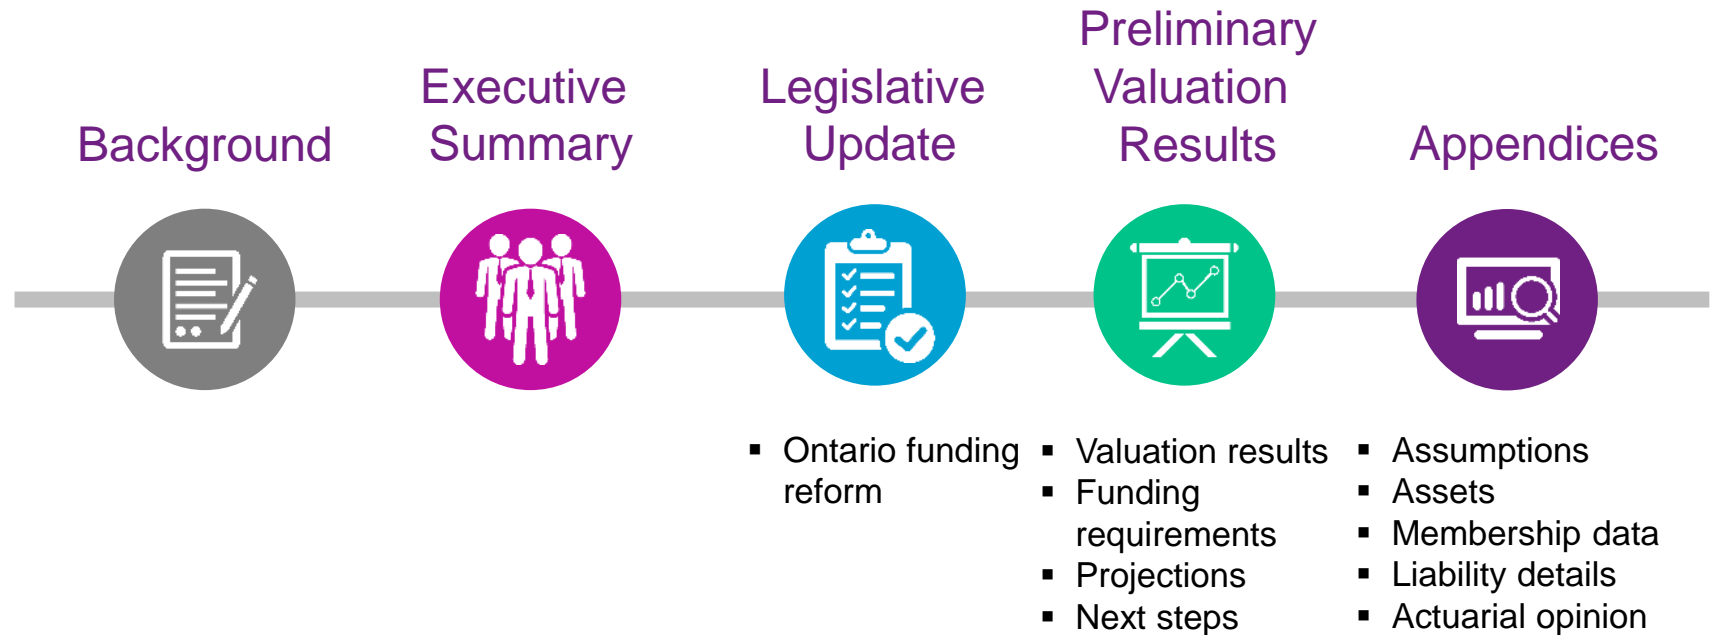 Background
Executive
Summary
Legislative
Update
Preliminary
Valuation
Results
Appendices
▪ Ontario funding
reform
▪ Valuation results
▪ Funding
requirements
▪ Projections
▪ Next steps
▪ Assumptions
▪ Assets
▪ Membership data
▪ Liability details
▪ Actuarial opinion